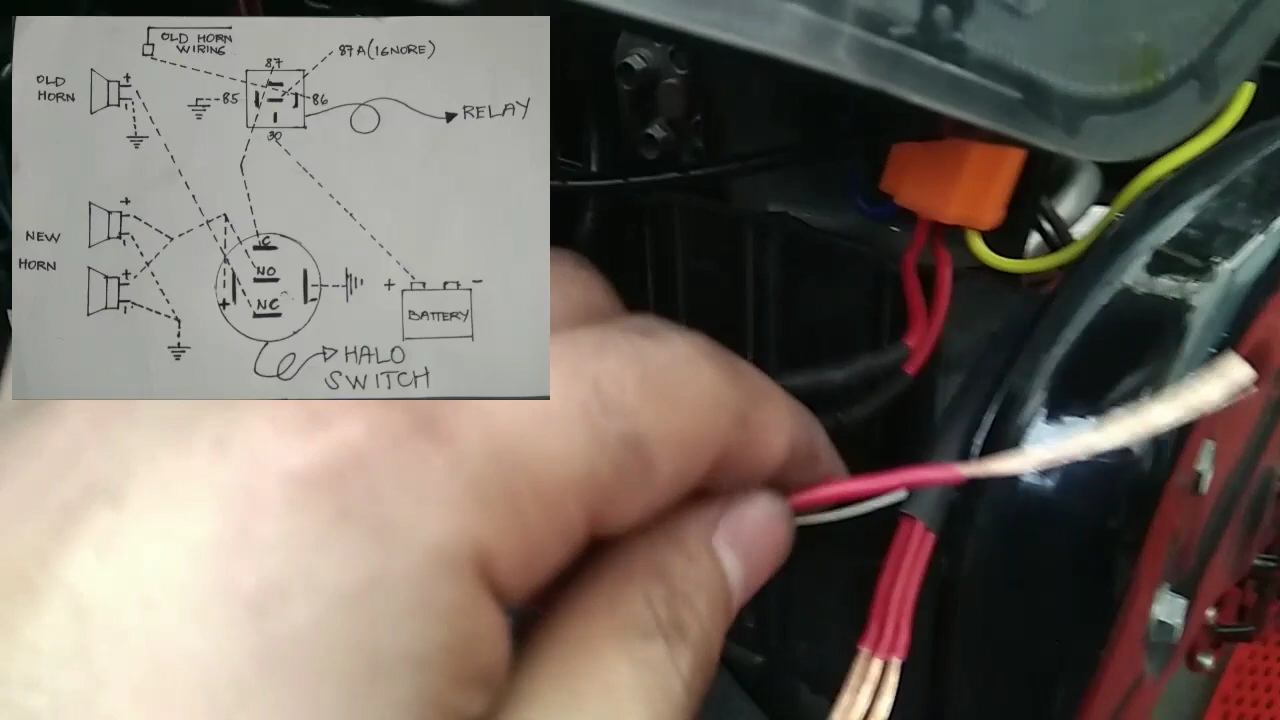 OLD HORN
WIRING
87A (IGNORE)
87
OLD
HORN
+
-
85
86
RELAY
30
NEW
HORN
+
-
+
-
C
NO
NC
+
-
+
-
BATTERY
HALO
SWITCH